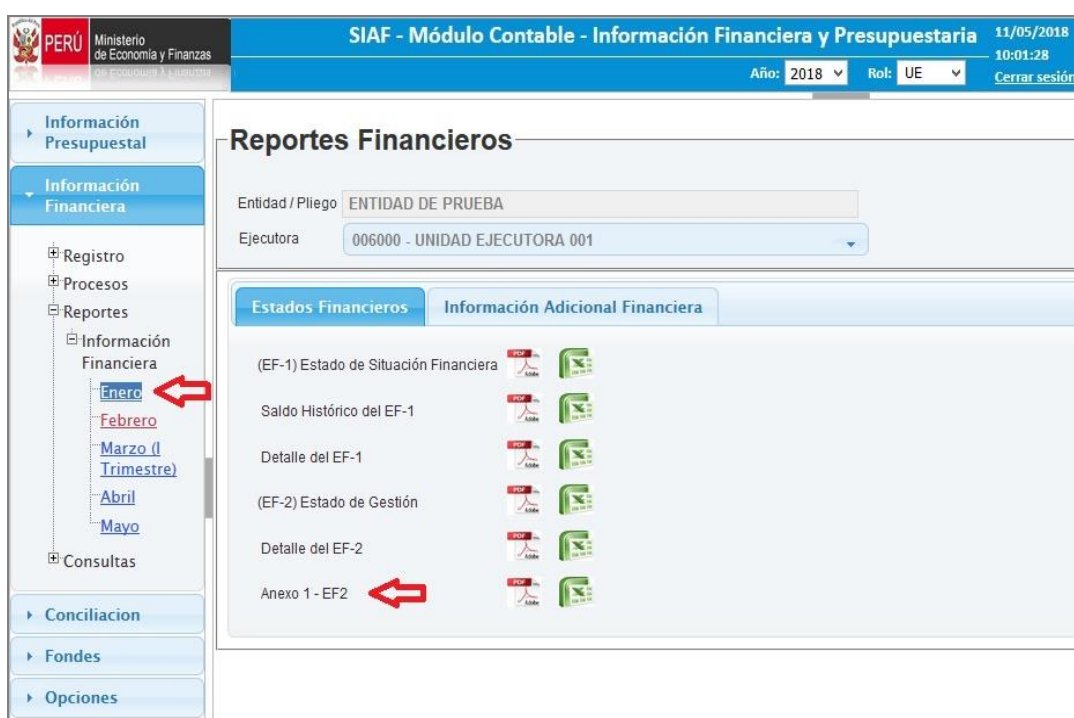 PERÚ
Ministerio
de Economía y Finanzas
SIAF - Módulo Contable - Información Financiera y Presupuestaria
11/05/2018
10:01:28
Año: 2018
Rol: UE
Cerrar sesión
Información
Presupuestal
Información
Financiera
Registro
Procesos
Reportes
Información
Financiera
Enero
Febrero
Marzo (I
Trimestre)
Abril
Mayo
Consultas
Conciliacion
Fondes
Opciones
Reportes Financieros
Entidad / Pliego ENTIDAD DE PRUEBA
Ejecutora 006000 - UNIDAD EJECUTORA 001
Estados Financieros Información Adicional Financiera
(EF-1) Estado de Situación Financiera
Saldo Histórico del EF-1
Detalle del EF-1
(EF-2) Estado de Gestión
Detalle del EF-2
Anexo 1 - EF2